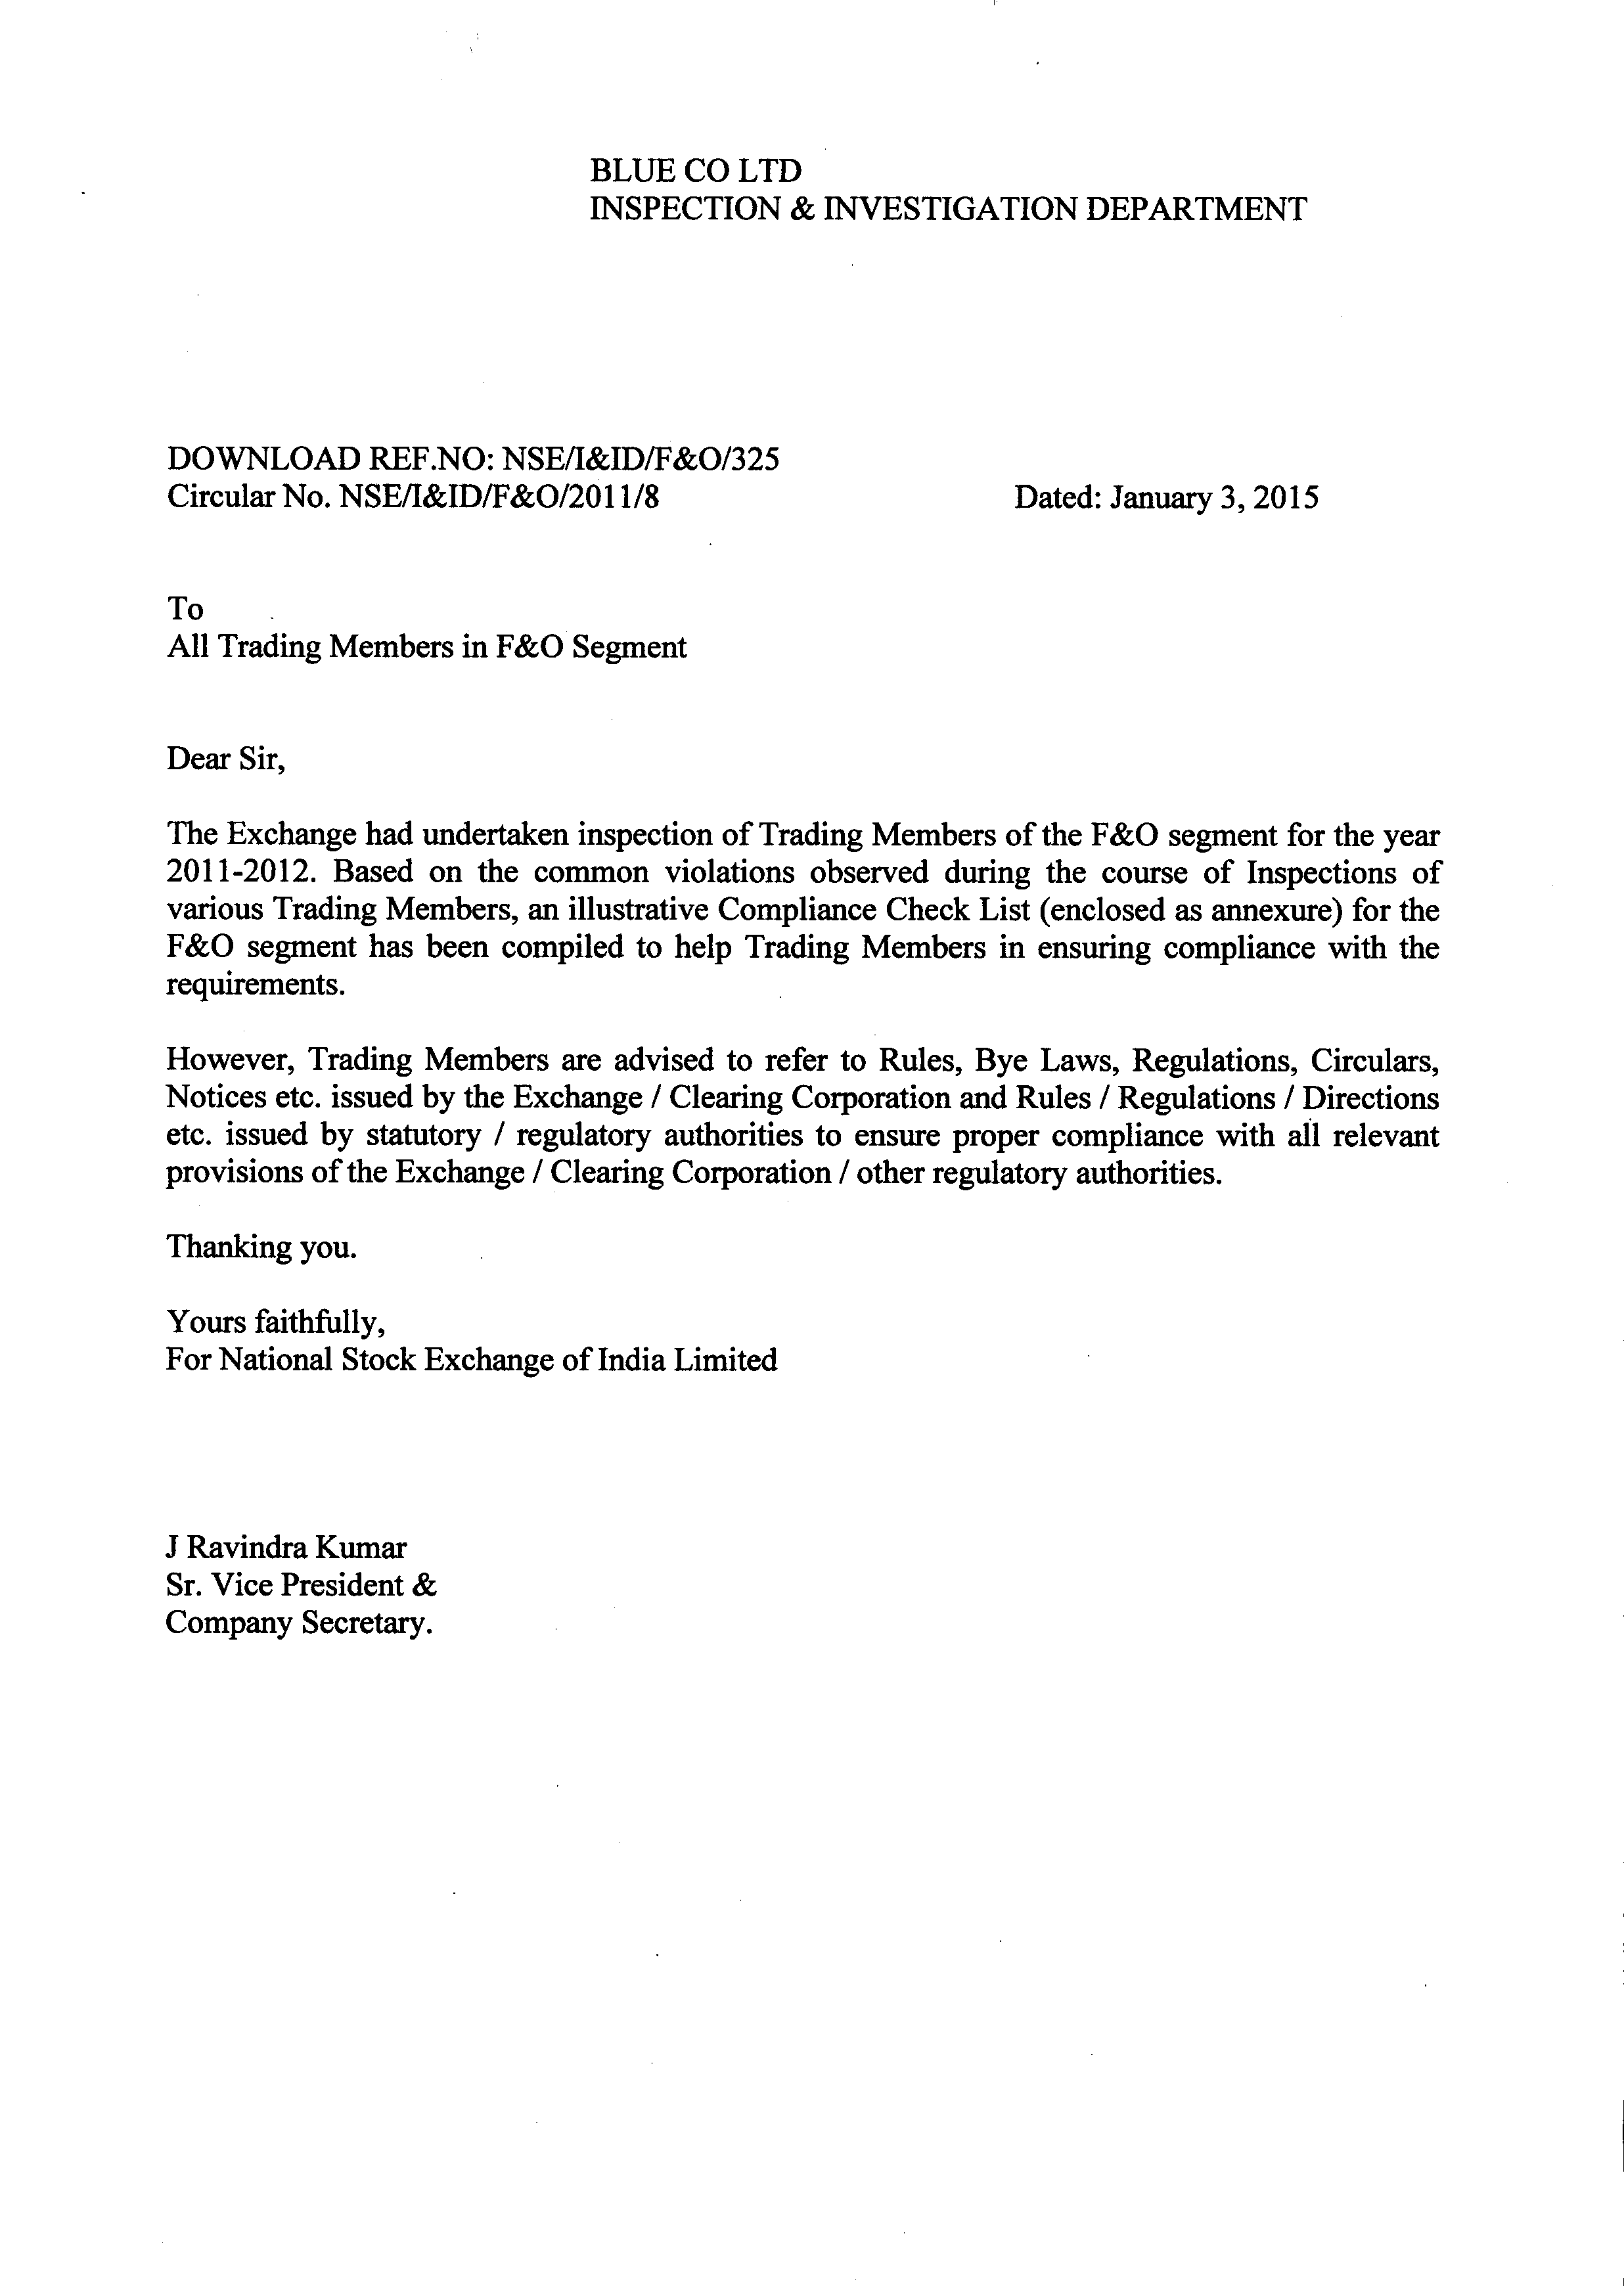 BLUE CO LTD
INSPECTION & INVESTIGATION DEPARTMENT
DOWNLOAD REF.NO: NSE/I&ID/F&O/325
Circular No. NSE/I&ID/F&O/2011/8 Dated: January 3, 2015
To
All Trading Members in F&O Segment
Dear Sir,
The Exchange had undertaken inspection of Trading Members of the F&O segment for the year
2011-2012. Based on the common violations observed during the course of Inspections of
various Trading Members, an illustrative Compliance Check List (enclosed as annexure) for the
F&O segment has been compiled to help Trading Members in ensuring compliance with the
requirements.
However, Trading Members are advised to refer to Rules, Bye Laws, Regulations, Circulars,
Notices etc. issued by the Exchange / Clearing Corporation and Rules / Regulations / Directions
etc. issued by statutory / regulatory authorities to ensure proper compliance with all relevant
provisions of the Exchange / Clearing Corporation / other regulatory authorities.
Thanking you.
Yours faithfully,
For National Stock Exchange of India Limited
J Ravindra Kumar
Sr. Vice President &
Company Secretary.